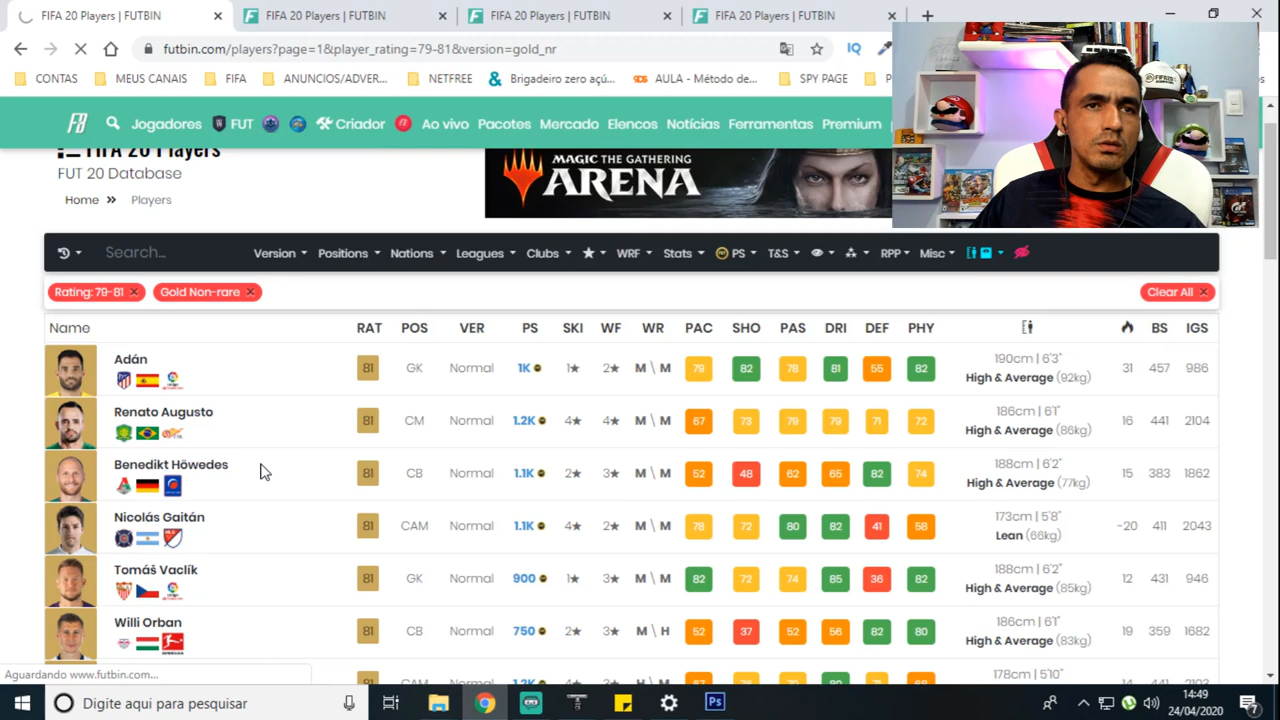 FIFA 20 Players | FUTBIN
FIFA 20 Players | FUTBIN
FIFA 20 Players | FUTBIN
FIFA 20 Players | FUTBIN
futbin.com/players?page=1&player_rating=79-81&version=gold_nr
CONTAS MEUS CANAIS FIFA ANUNCIOS/ADVER... NETFREE Brigadeiro zero açú... AULA - Método de... SPY PAGE
Jogadores FUT Criador Ao vivo Pacotes Mercado Elencos Notícias Ferramentas Premium
FIFA 20 Players
FUT 20 Database
Home » Players
MAGIC THE GATHERING
ARENA
Search... Version Positions Nations Leagues Clubs WRF Stats PS T&S RPP Misc
Rating: 79-81 × Gold Non-rare × Clear All ×
Name RAT POS VER PS SKI WF WR PAC SHO PAS DRI DEF PHY BS IGS
Adán 81 GK Normal 1K 1★ 2★ M \ M 79 82 78 81 55 82 190cm | 6'3" High & Average (92kg) 31 457 986
Renato Augusto 81 CM Normal 1.2K 4★ 4★ M \ M 67 73 79 79 71 72 186cm | 6'1" High & Average (86kg) 16 441 2104
Benedikt Höwedes 81 CB Normal 1.1K 2★ 3★ M \ M 52 48 62 65 82 74 188cm | 6'2" High & Average (77kg) 15 383 1862
Nicolás Gaitán 81 CAM Normal 1.1K 4★ 2★ M \ M 78 72 80 82 41 58 173cm | 5'8" Lean (66kg) -20 411 2043
Tomáš Vaclík 81 GK Normal 900 1★ 3★ M \ M 82 72 74 85 36 82 188cm | 6'2" High & Average (85kg) 12 431 946
Willi Orban 81 CB Normal 750 2★ 3★ M \ H 52 37 52 56 82 80 186cm | 6'1" High & Average (83kg) 19 359 1682
178cm | 5'10"
Aguardando www.futbin.com...
Digite aqui para pesquisar
14:49
24/04/2020
7